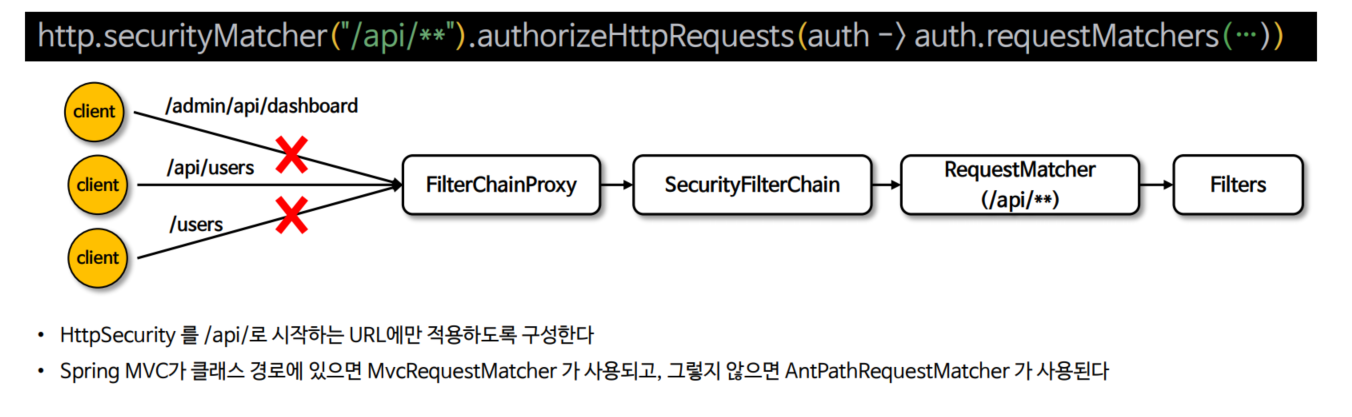 http.securityMatcher("/api/**").authorizeHttpRequests(auth -> auth.requestMatchers(…))
client
/admin/api/dashboard
client
/api/users
client
/users
FilterChainProxy
SecurityFilterChain
RequestMatcher
(/api/**)
Filters
• HttpSecurity 를 /api/로 시작하는 URL에만 적용하도록 구성한다
• Spring MVC가 클래스 경로에 있으면 MvcRequestMatcher 가 사용되고, 그렇지 않으면 AntPathRequestMatcher 가 사용된다